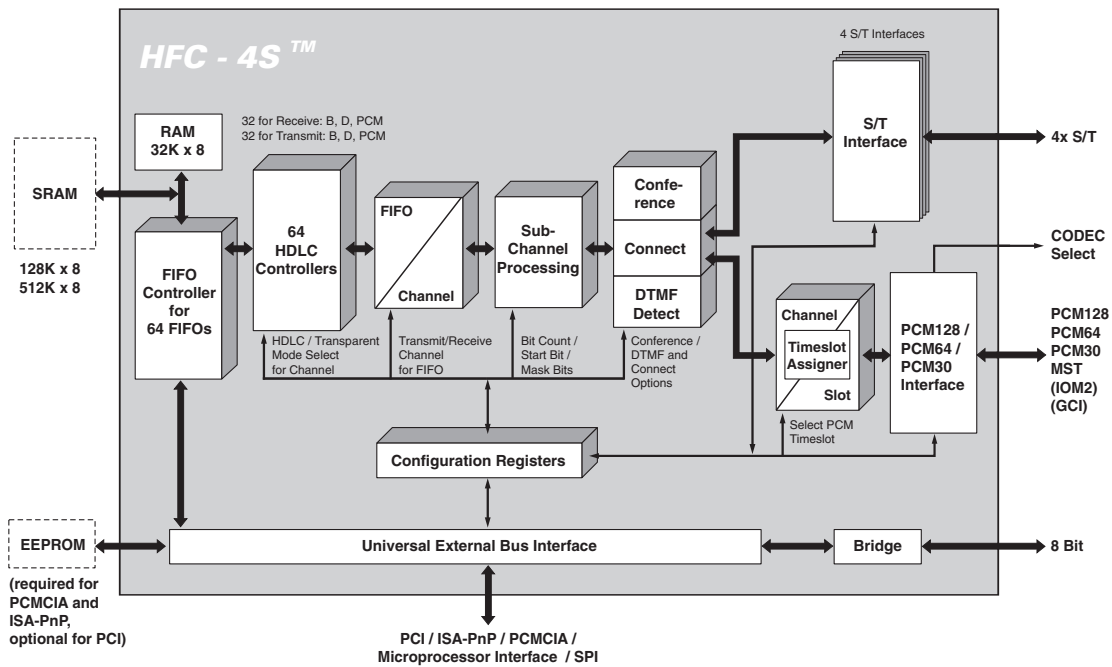 HFC - 4S TM
4 S/T Interfaces
32 for Receive: B, D, PCM
32 for Transmit: B, D, PCM
RAM
32K x 8
SRAM
128K x 8
512K x 8
FIFO
Controller
for
64 FIFOs
64
HDLC
Controllers
FIFO
Channel
Sub-
Channel
Processing
Confe-
rence
Connect
DTMF
Detect
S/T
Interface
4x S/T
CODEC
Select
Channel
Timeslot
Assigner
Slot
PCM128 /
PCM64 /
PCM30
Interface
PCM128
PCM64
PCM30
MST
(IOM2)
(GCI)
HDLC / Transparent
Mode Select
for Channel
Transmit/Receive
Channel
for FIFO
Bit Count /
Start Bit /
Mask Bits
Conference /
DTMF and
Connect
Options
Select PCM
Timeslot
Configuration Registers
EEPROM
(required for
PCMCIA and
ISA-PnP,
optional for PCI)
Universal External Bus Interface
Bridge
8 Bit
PCI / ISA-PnP / PCMCIA /
Microprocessor Interface / SPI